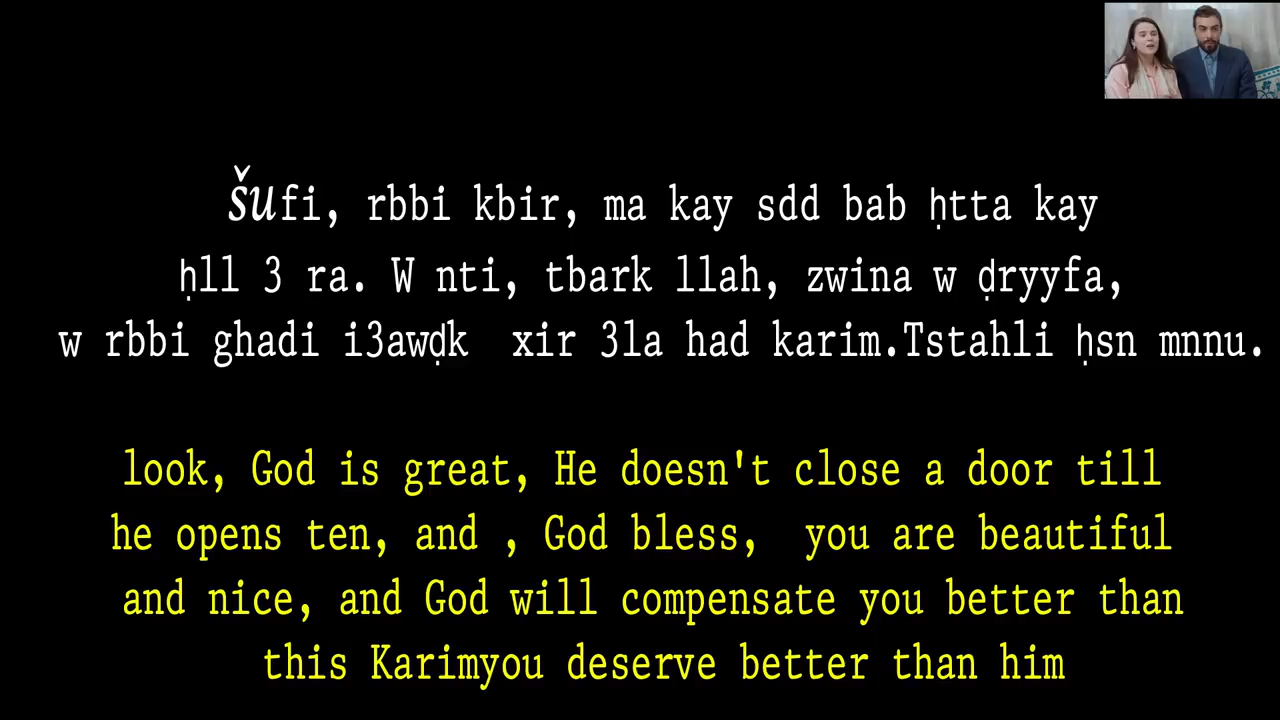 šufi, rbbi kbir, ma kay sdd bab ḥtta kay
ḥll 3 ra. W nti, tbark llah, zwina w ḍryyfa,
w rbbi ghadi i3awḍk xir 3la had karim.Tstahli ḥsn mnnu.
look, God is great, He doesn't close a door till
he opens ten, and , God bless, you are beautiful
and nice, and God will compensate you better than
this Karimyou deserve better than him